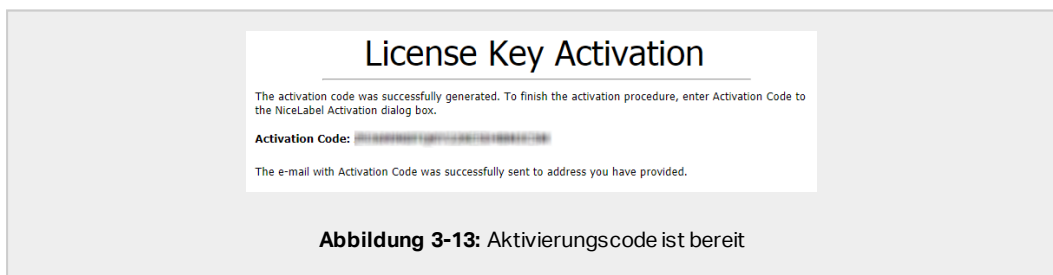 License Key Activation
The activation code was successfully generated. To finish the activation procedure, enter Activation Code to
the NiceLabel Activation dialog box.
Activation Code:
The e-mail with Activation Code was successfully sent to address you have provided.
Abbildung 3-13: Aktivierungscode ist bereit